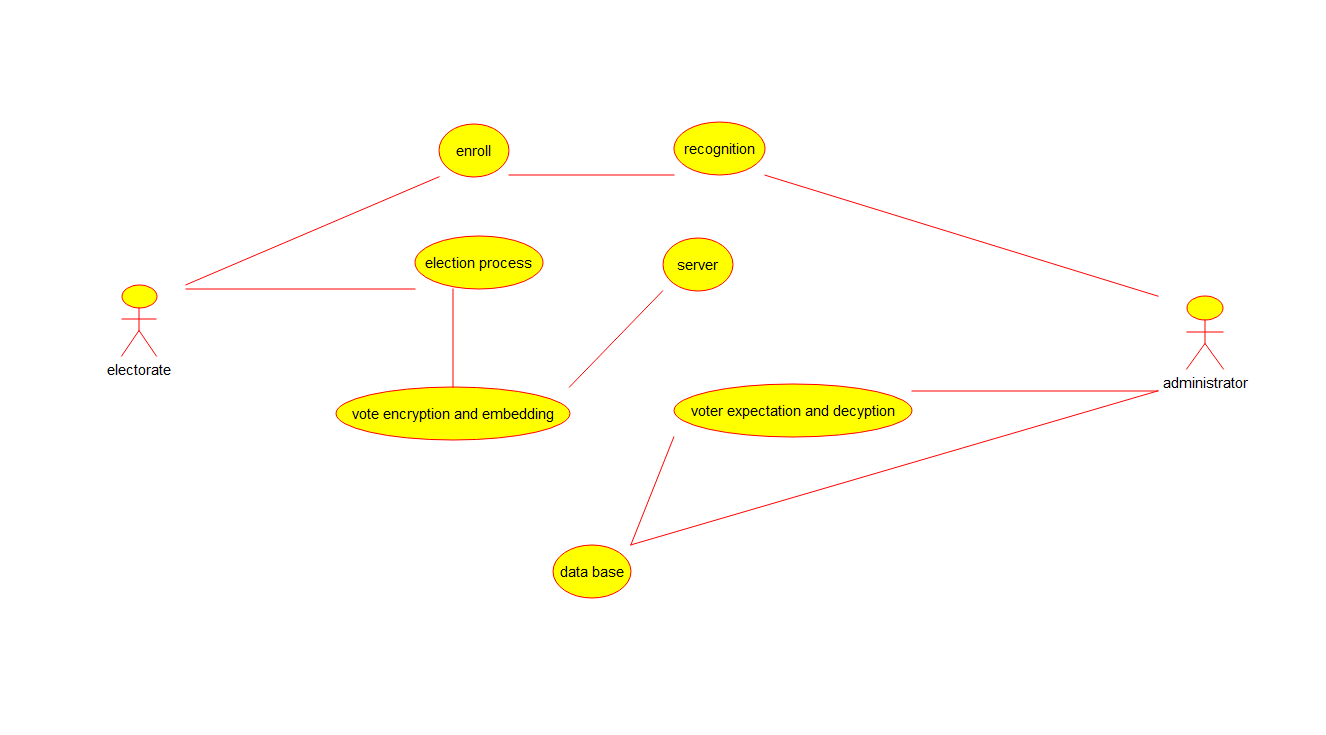 enroll
recognition
election process
server
electorate
administrator
vote encryption and embedding
voter expectation and decyption
data base